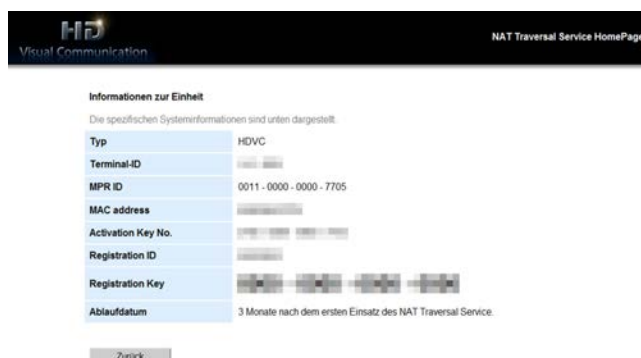 HD
Visual Communication
NAT Traversal Service HomePage
Informationen zur Einheit
Die spezifischen Systeminformationen sind unten dargestellt.
Typ HDVC
Terminal-ID
MPR ID 0011 - 0000 - 0000 - 7705
MAC address
Activation Key No.
Registration ID
Registration Key
Ablaufdatum 3 Monate nach dem ersten Einsatz des NAT Traversal Service.
Zurück